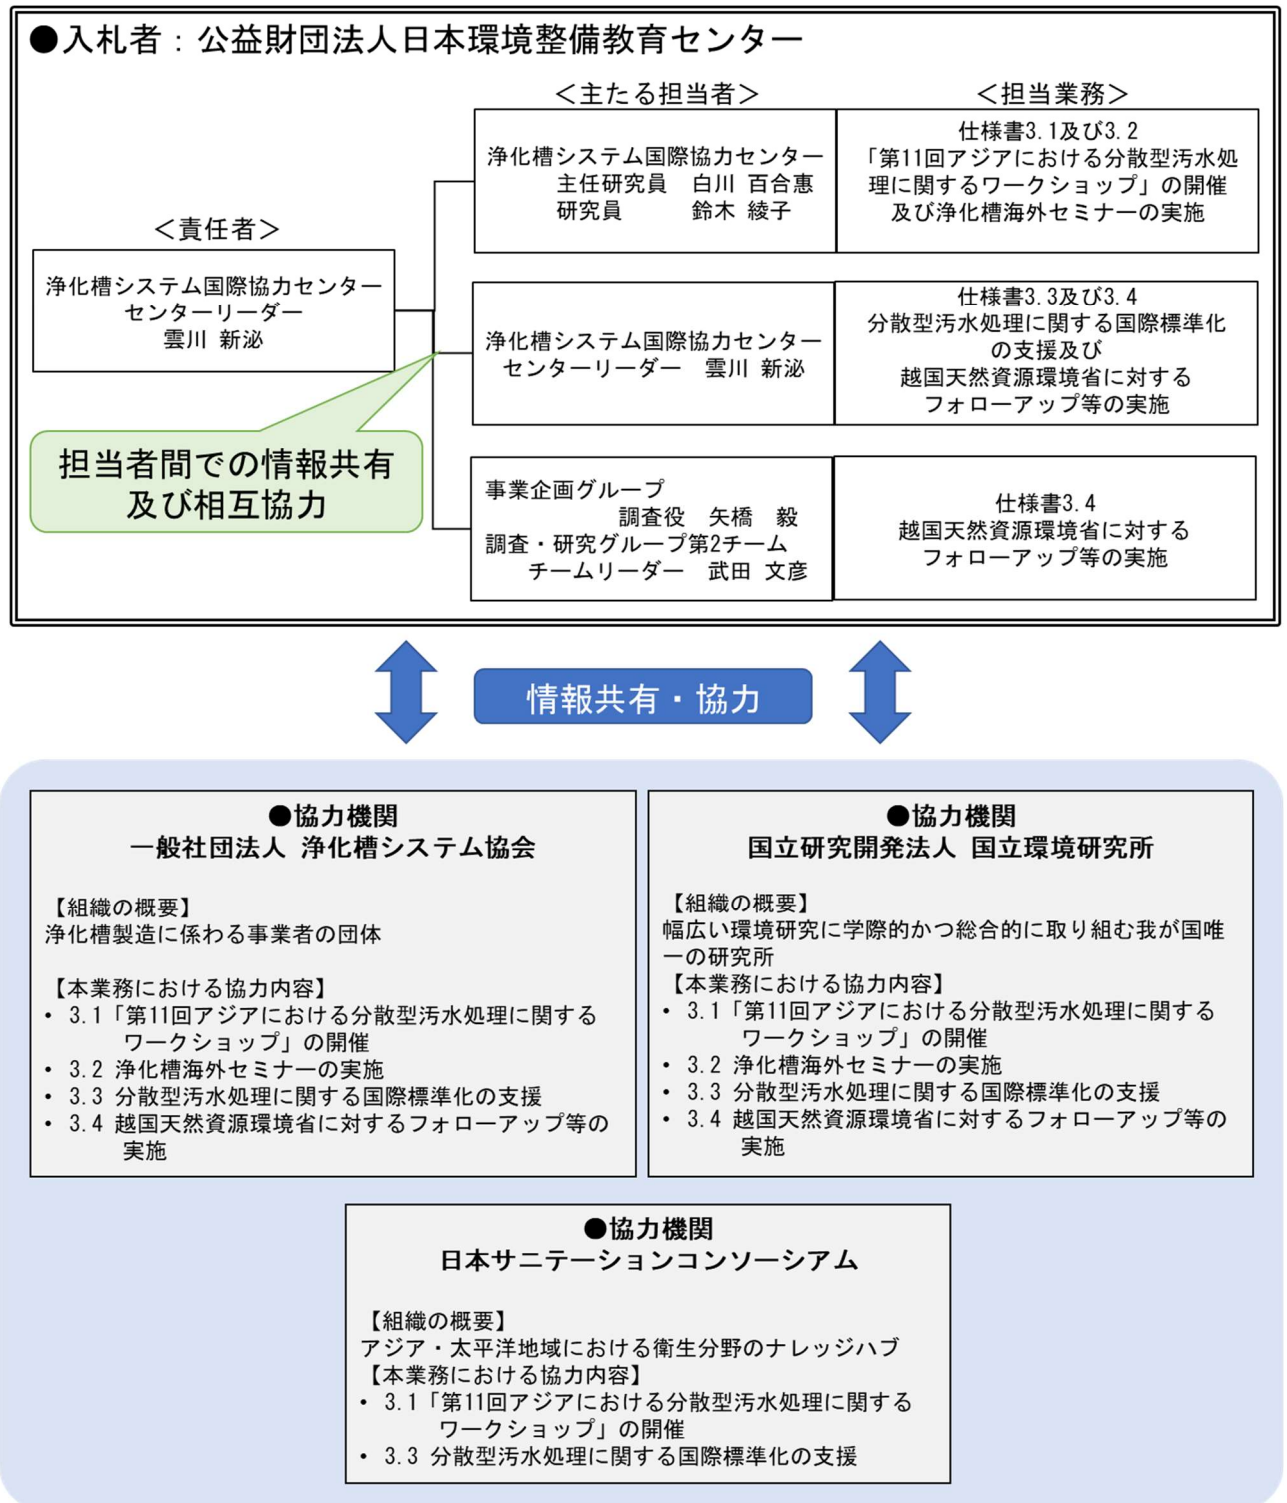 ●入札者：公益財団法人日本環境整備教育センター
＜責任者＞
浄化槽システム国際協力センター
センターリーダー
雲川 新泌
＜主たる担当者＞
＜担当業務＞
浄化槽システム国際協力センター
主任研究員 白川 百合惠
研究員 鈴木 綾子
仕様書3.1及び3.2
「第11回アジアにおける分散型汚水処
理に関するワークショップ」の開催
及び浄化槽海外セミナーの実施
浄化槽システム国際協力センター
センターリーダー 雲川 新泌
仕様書3.3及び3.4
分散型汚水処理に関する国際標準化
の支援及び
越国天然資源環境省に対する
フォローアップ等の実施
事業企画グループ
調査役 矢橋 毅
調査・研究グループ第2チーム
チームリーダー 武田 文彦
仕様書3.4
越国天然資源環境省に対する
フォローアップ等の実施
担当者間での情報共有
及び相互協力
情報共有・協力
●協力機関
一般社団法人 浄化槽システム協会
【組織の概要】
浄化槽製造に係わる事業者の団体
【本業務における協力内容】
• 3.1「第11回アジアにおける分散型汚水処理に関する
ワークショップ」の開催
• 3.2 浄化槽海外セミナーの実施
• 3.3 分散型汚水処理に関する国際標準化の支援
• 3.4 越国天然資源環境省に対するフォローアップ等の
実施
●協力機関
国立研究開発法人 国立環境研究所
【組織の概要】
幅広い環境研究に学際的かつ総合的に取り組む我が国唯
一の研究所
【本業務における協力内容】
• 3.1「第11回アジアにおける分散型汚水処理に関する
ワークショップ」の開催
• 3.2 浄化槽海外セミナーの実施
• 3.3 分散型汚水処理に関する国際標準化の支援
• 3.4 越国天然資源環境省に対するフォローアップ等の
実施
●協力機関
日本サニテーションコンソーシアム
【組織の概要】
アジア・太平洋地域における衛生分野のナレッジハブ
【本業務における協力内容】
• 3.1「第11回アジアにおける分散型汚水処理に関する
ワークショップ」の開催
• 3.3 分散型汚水処理に関する国際標準化の支援